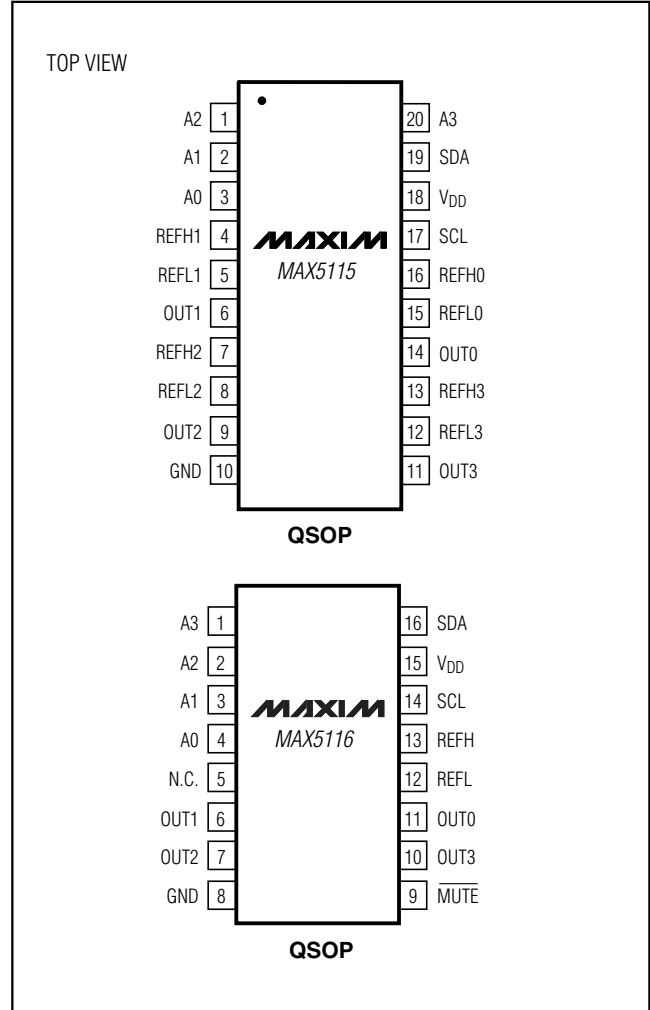 TOP VIEW
A2 1 20 A3
A1 2 19 SDA
A0 3 18 VDD
REFH1 4 MAXIM 17 SCL
REFL1 5 MAX5115 16 REFH0
OUT1 6 15 REFL0
REFH2 7 14 OUT0
REFL2 8 13 REFH3
OUT2 9 12 REFL3
GND 10 11 OUT3
QSOP
A3 1 16 SDA
A2 2 15 VDD
A1 3 MAXIM 14 SCL
A0 4 MAX5116 13 REFH
N.C. 5 12 REFL
OUT1 6 11 OUT0
OUT2 7 10 OUT3
GND 8 9 MUTE
QSOP